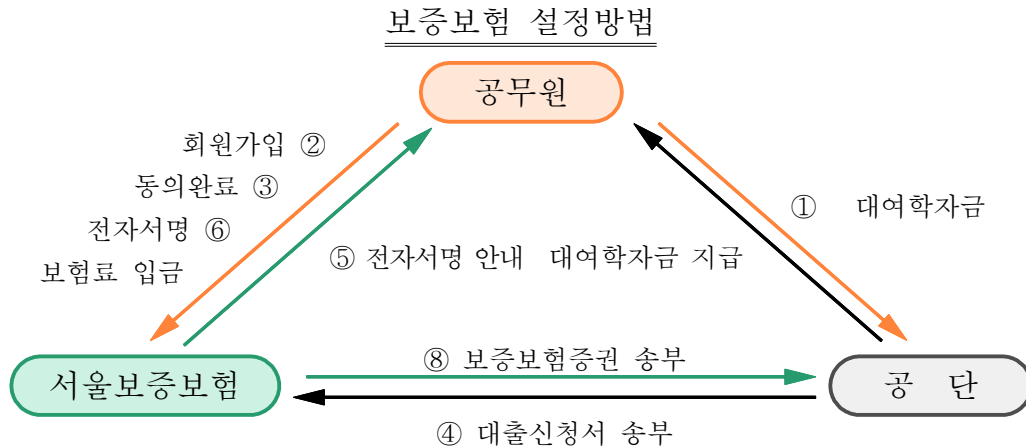 보증보험 설정방법
공무원
회원가입 ②
동의완료 ③
전자서명 ⑥
보험료 입금
① 대여학자금
⑤ 전자서명 안내 대여학자금 지급
⑧ 보증보험증권 송부
서울보증보험
공 단
④ 대출신청서 송부